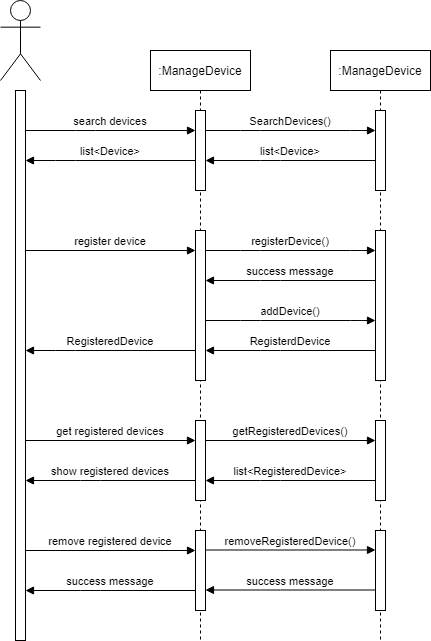 :ManageDevice :ManageDevice
search devices SearchDevices()
list<Device> list<Device>
register device registerDevice()
success message
addDevice()
RegisteredDevice RegisterdDevice
get registered devices getRegisteredDevices()
show registered devices list<RegisteredDevice>
remove registered device removeRegisteredDevice()
success message success message